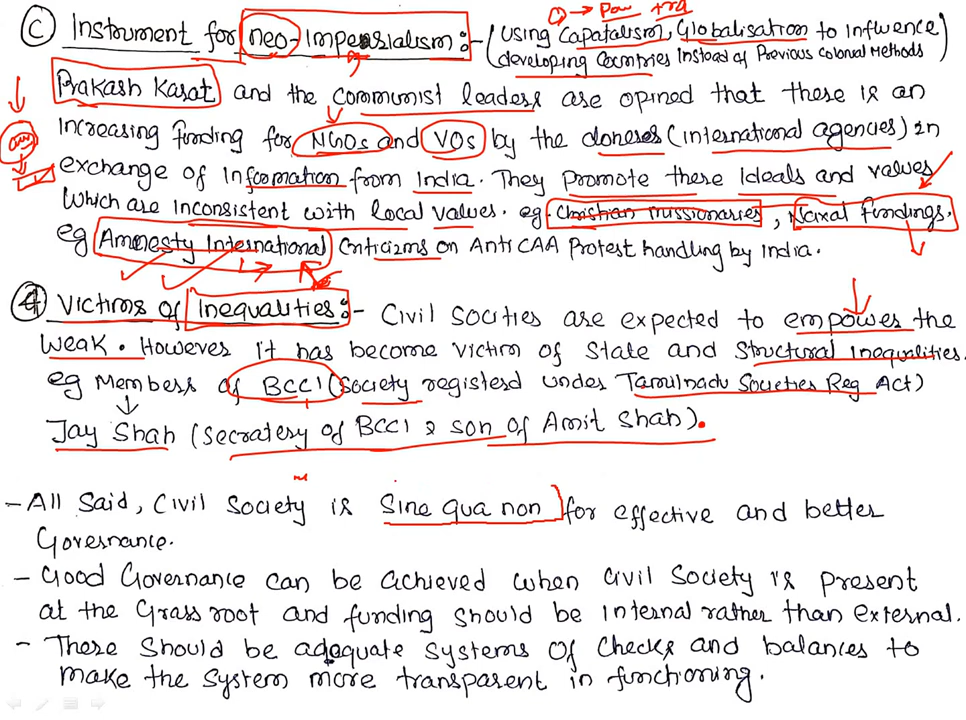 ① → Pow
(C) Instrument for neo-Imperialism:- (using Capatalism, Globalisation to influence
developing countries instead of Previous Colonial Methods)
Prakash Karat and the communist leaders are opined that there is an
increasing funding for NGOs and VOs by the doners (international agencies) in
exchange of information from India. They promote there Ideals and values
which are inconsistent with local values. eg. Christian missionaries, Naxal fundings.
eg Amnesty International criticizms on Anti CAA Protest handling by India.
(d) Victims of Inequalities:- Civil Socities are expected to empower the
weak. However it has become victim of State and Structural inequalities.
eg Members of BCCI (Society registered under Tamulnadu Societies Reg Act)
Jay Shah (Secratery of BCCI & son of Amit Shah).
- All Said, Civil Society is Sine qua non for effective and better
Governance.
- Good Governance can be achieved when civil Society is present
at the Grass root and funding should be internal rather than external.
- There should be adequate systems of checks and balances to
make the system more transparent in functioning.